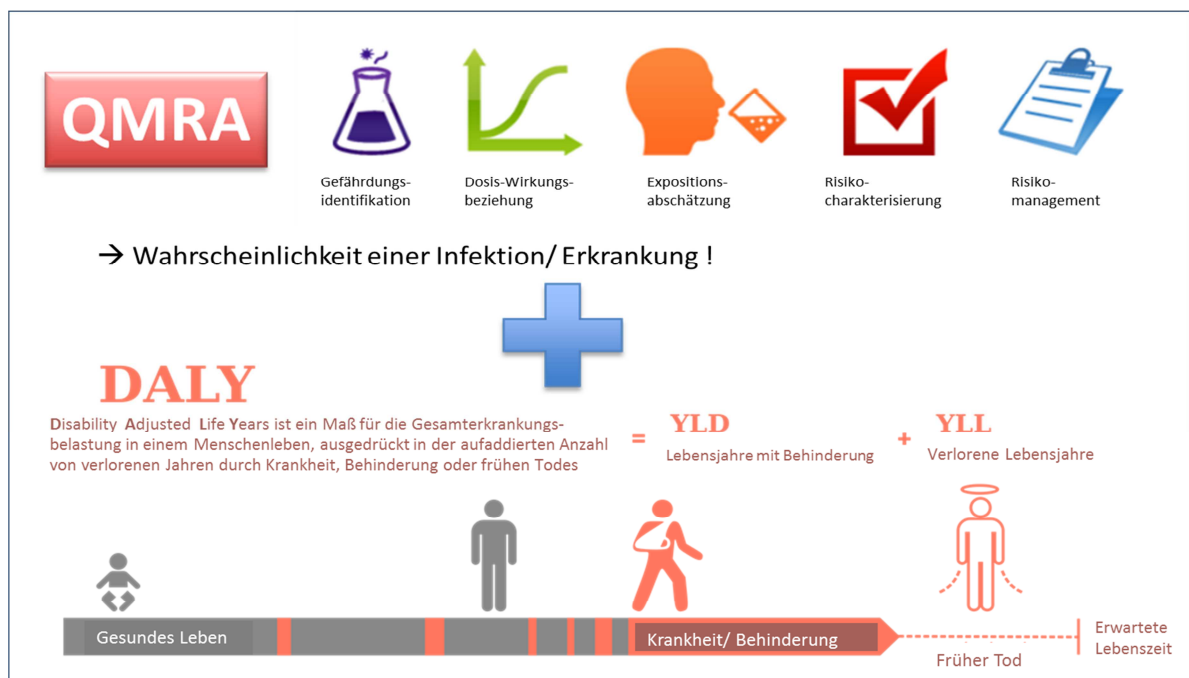 QMRA
Gefährdungs-
identifikation
Dosis-Wirkungs-
beziehung
Expositions-
abschätzung
Risiko-
charakterisierung
Risiko-
management
→ Wahrscheinlichkeit einer Infektion/ Erkrankung !
DALY
Disability Adjusted Life Years ist ein Maß für die Gesamterkrankungs-
belastung in einem Menschenleben, ausgedrückt in der aufaddierten Anzahl
von verlorenen Jahren durch Krankheit, Behinderung oder frühen Todes
=
YLD
Lebensjahre mit Behinderung
+
YLL
Verlorene Lebensjahre
Gesundes Leben
Krankheit/ Behinderung
Früher Tod
Erwartete
Lebenszeit